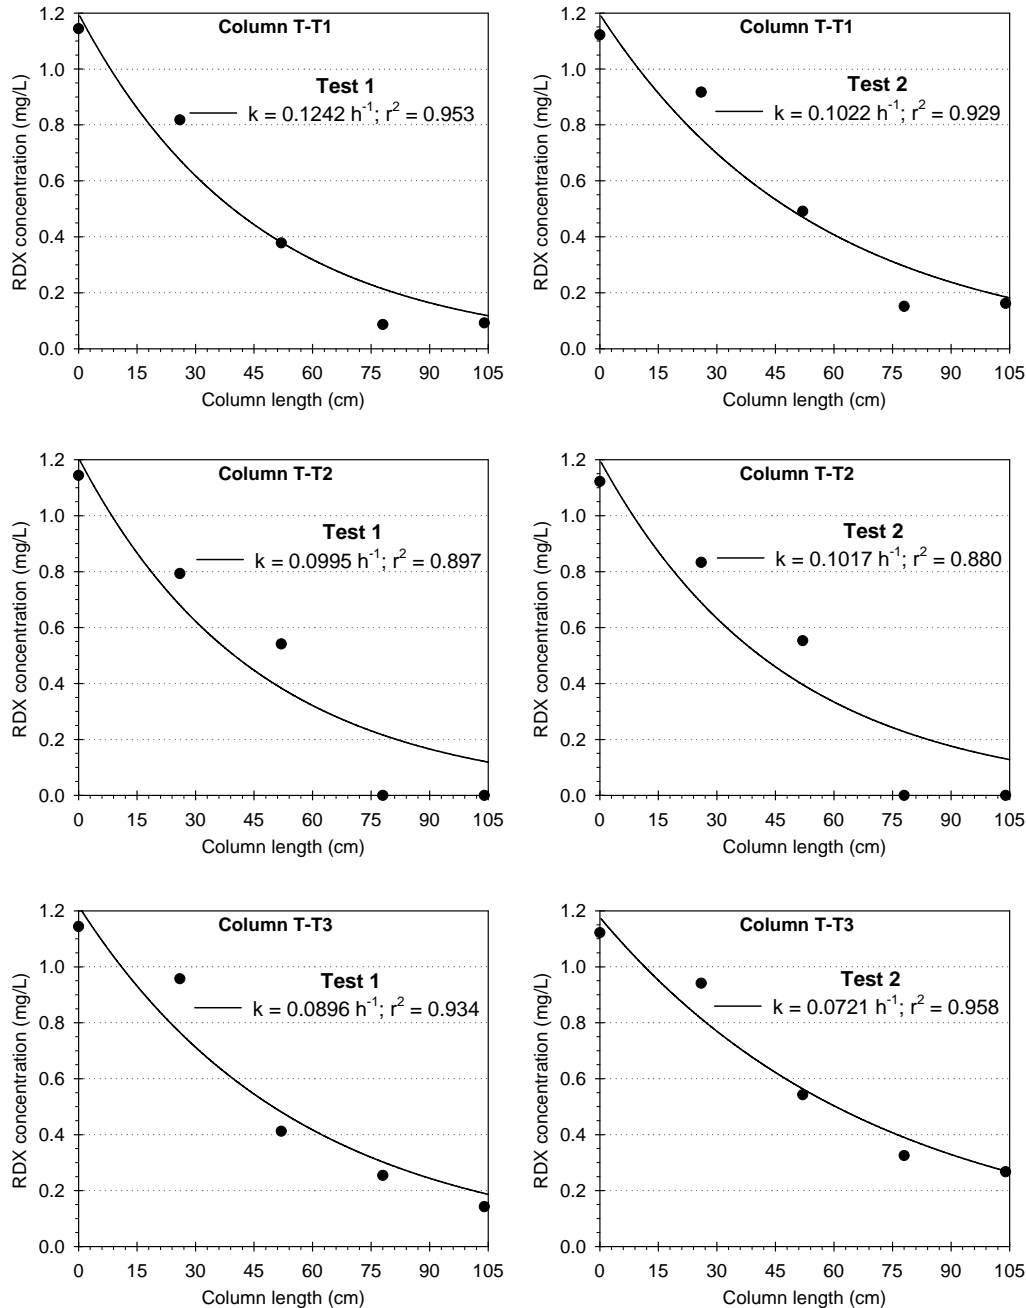 Column T-T1
Test 1
k = 0.1242 h⁻¹; r² = 0.953
RDX concentration (mg/L)
1.2
1.0
0.8
0.6
0.4
0.2
0.0
0 15 30 45 60 75 90 105
Column length (cm)
Column T-T1
Test 2
k = 0.1022 h⁻¹; r² = 0.929
RDX concentration (mg/L)
1.2
1.0
0.8
0.6
0.4
0.2
0.0
0 15 30 45 60 75 90 105
Column length (cm)
Column T-T2
Test 1
k = 0.0995 h⁻¹; r² = 0.897
RDX concentration (mg/L)
1.2
1.0
0.8
0.6
0.4
0.2
0.0
0 15 30 45 60 75 90 105
Column length (cm)
Column T-T2
Test 2
k = 0.1017 h⁻¹; r² = 0.880
RDX concentration (mg/L)
1.2
1.0
0.8
0.6
0.4
0.2
0.0
0 15 30 45 60 75 90 105
Column length (cm)
Column T-T3
Test 1
k = 0.0896 h⁻¹; r² = 0.934
RDX concentration (mg/L)
1.2
1.0
0.8
0.6
0.4
0.2
0.0
0 15 30 45 60 75 90 105
Column length (cm)
Column T-T3
Test 2
k = 0.0721 h⁻¹; r² = 0.958
RDX concentration (mg/L)
1.2
1.0
0.8
0.6
0.4
0.2
0.0
0 15 30 45 60 75 90 105
Column length (cm)